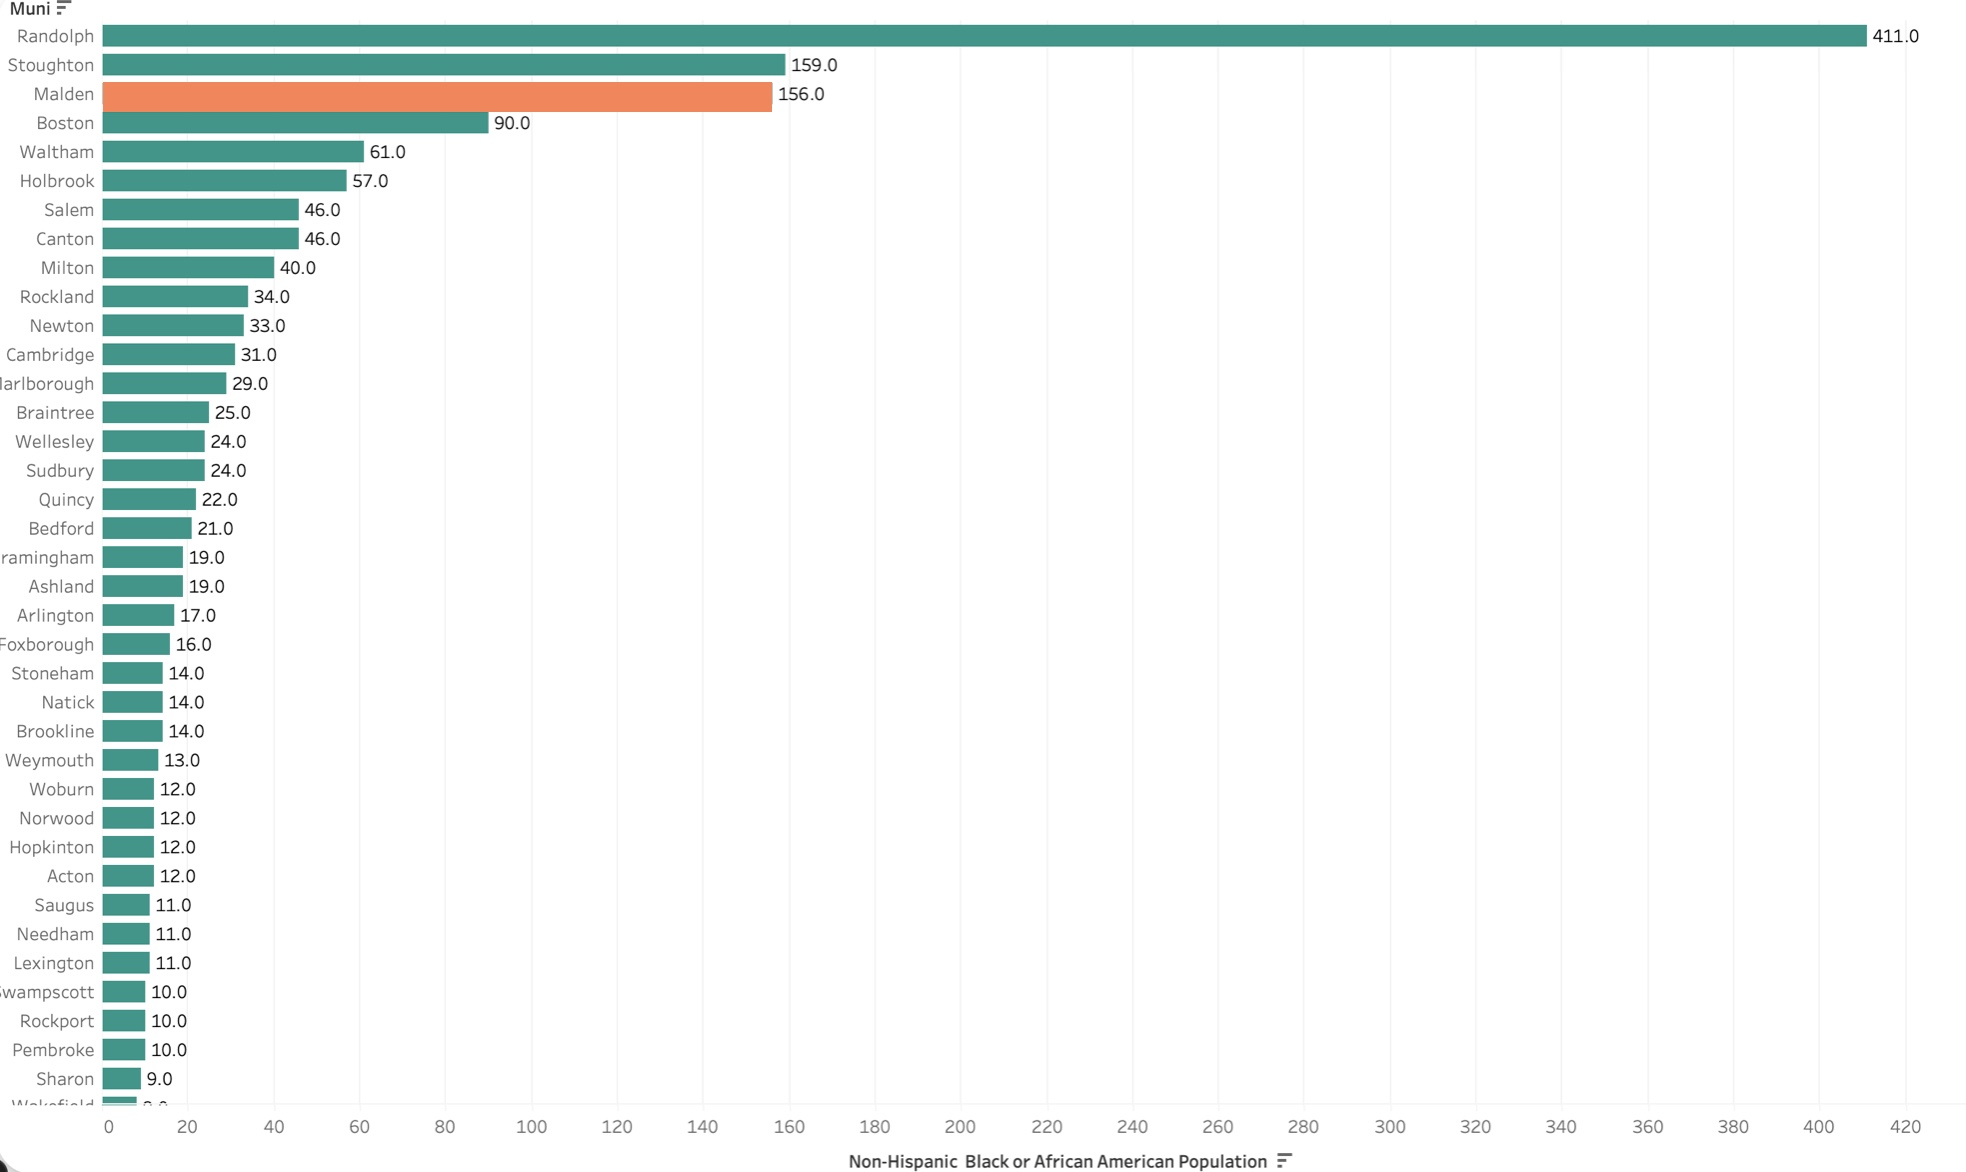 Muni
Randolph 411.0
Stoughton 159.0
Malden 156.0
Boston 90.0
Waltham 61.0
Holbrook 57.0
Salem 46.0
Canton 46.0
Milton 40.0
Rockland 34.0
Newton 33.0
Cambridge 31.0
arlborough 29.0
Braintree 25.0
Wellesley 24.0
Sudbury 24.0
Quincy 22.0
Bedford 21.0
ramingham 19.0
Ashland 19.0
Arlington 17.0
Foxborough 16.0
Stoneham 14.0
Natick 14.0
Brookline 14.0
Weymouth 13.0
Woburn 12.0
Norwood 12.0
Hopkinton 12.0
Acton 12.0
Saugus 11.0
Needham 11.0
Lexington 11.0
Swampscott 10.0
Rockport 10.0
Pembroke 10.0
Sharon 9.0
Wakefield
0 20 40 60 80 100 120 140 160 180 200 220 240 260 280 300 320 340 360 380 400 420
Non-Hispanic Black or African American Population